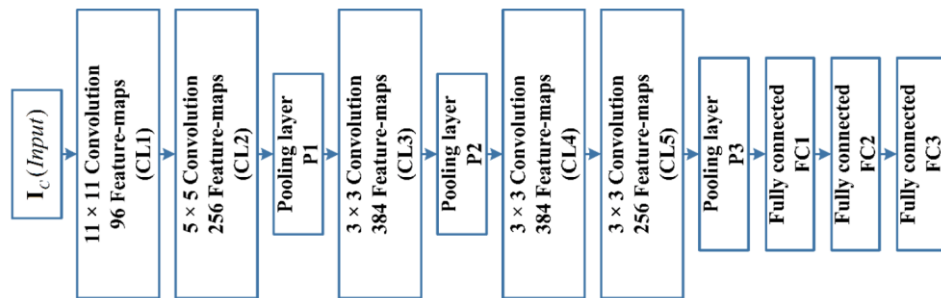 I_C (Input)
11 × 11 Convolution
96 Feature-maps
(CL1)
5 × 5 Convolution
256 Feature-maps
(CL2)
Pooling layer
P1
3 × 3 Convolution
384 Feature-maps
(CL3)
Pooling layer
P2
3 × 3 Convolution
384 Feature-maps
(CL4)
3 × 3 Convolution
256 Feature-maps
(CL5)
Pooling layer
P3
Fully connected
FC1
Fully connected
FC2
Fully connected
FC3